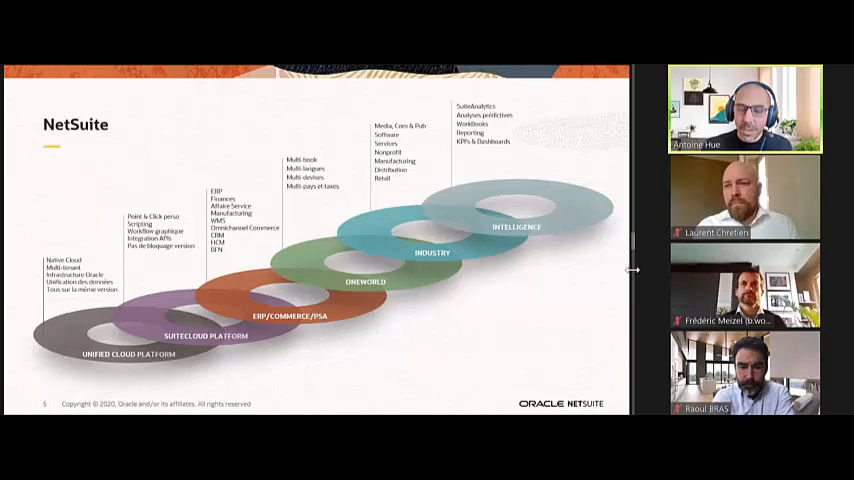 NetSuite
SuiteAnalytics
Analyses prédictives
WorkBooks
Reporting
KPIs & Dashboards
Media, Com & Pub
Software
Services
Nonprofit
Manufacturing
Distribution
Retail
Multi-book
Multi-langues
Multi-devises
Multi-pays et taxes
ERP
Finances
Affaire Service
Manufacturing
WMS
Omnichannel Commerce
CRM
HCM
BFN
Point & Click perso
Scripting
Workflow graphique
Integration APIs
Pas de bloquage version
Native Cloud
Multi-tenant
Infrastructure Oracle
Unification des données
Tous sur la même version
INTELLIGENCE
INDUSTRY
ONEWORLD
ERP/COMMERCE/PSA
SUITECLOUD PLATFORM
UNIFIED CLOUD PLATFORM
5 Copyright © 2020, Oracle and/or its affiliates. All rights reserved
ORACLE NETSUITE
Antoine Hue
Laurent Chretien
Frédéric Meizel (b.wo...
Raoul BRAS